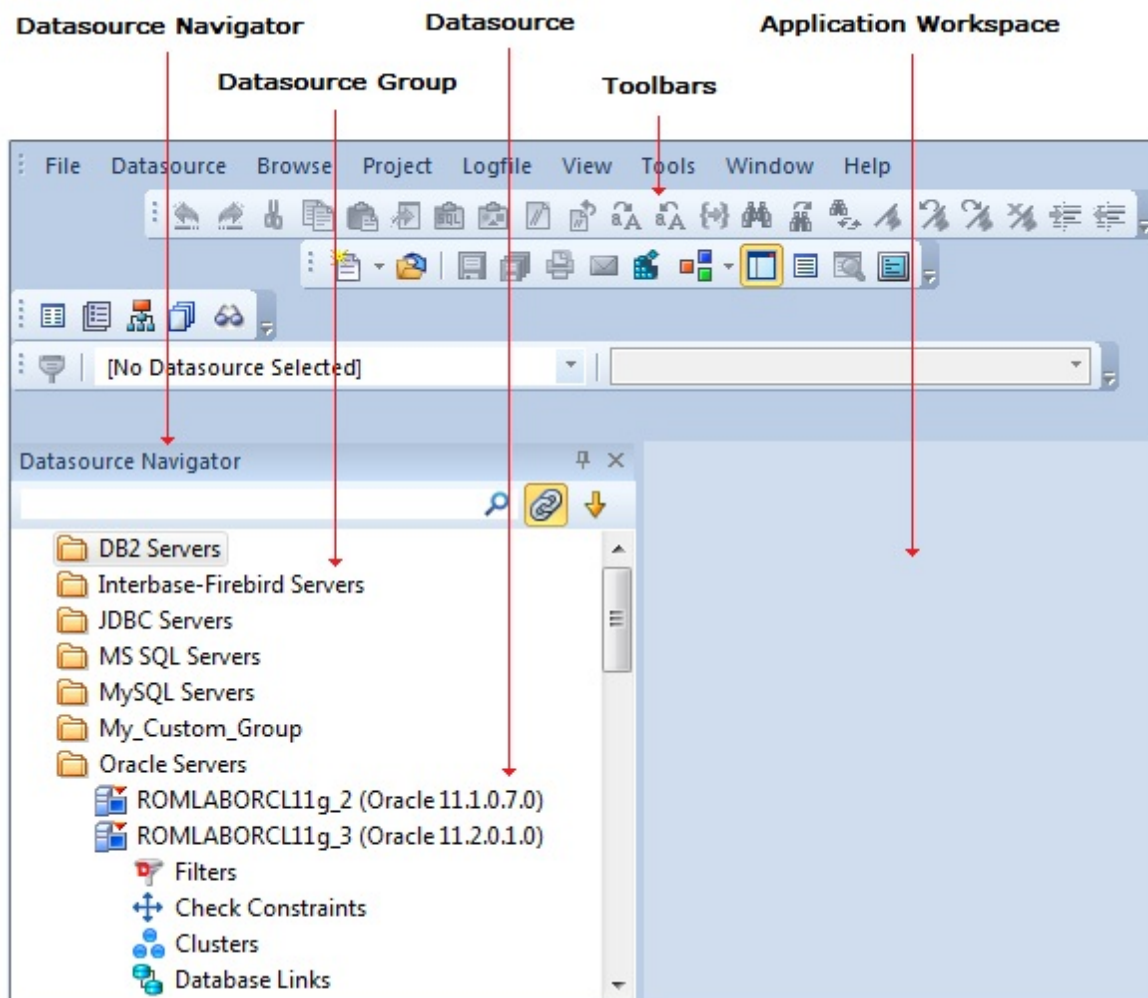 Datasource Navigator
Datasource
Application Workspace
Datasource Group
Toolbars
File Datasource Browse Project Logfile View Tools Window Help
[No Datasource Selected]
Datasource Navigator
DB2 Servers
Interbase-Firebird Servers
JDBC Servers
MS SQL Servers
MySQL Servers
My_Custom_Group
Oracle Servers
ROMLABORCL11g_2 (Oracle 11.1.0.7.0)
ROMLABORCL11g_3 (Oracle 11.2.0.1.0)
Filters
Check Constraints
Clusters
Database Links